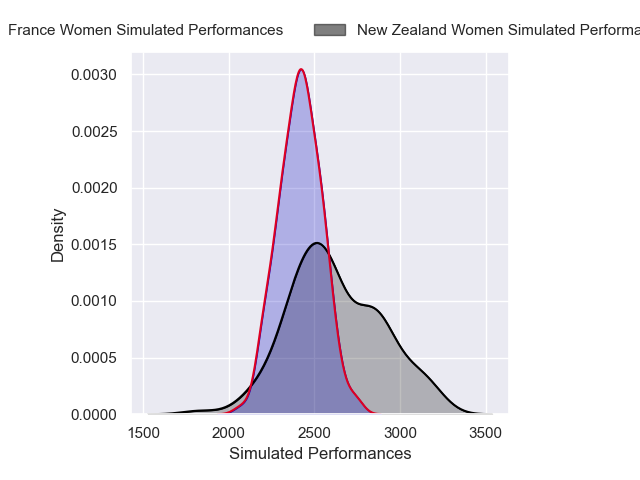 France Women Simulated Performances New Zealand Women Simulated
0.0030
0.0025
0.0020
0.0015
0.0010
0.0005
0.0000
Density
1500 2000 2500 3000 3500
Simulated Performances